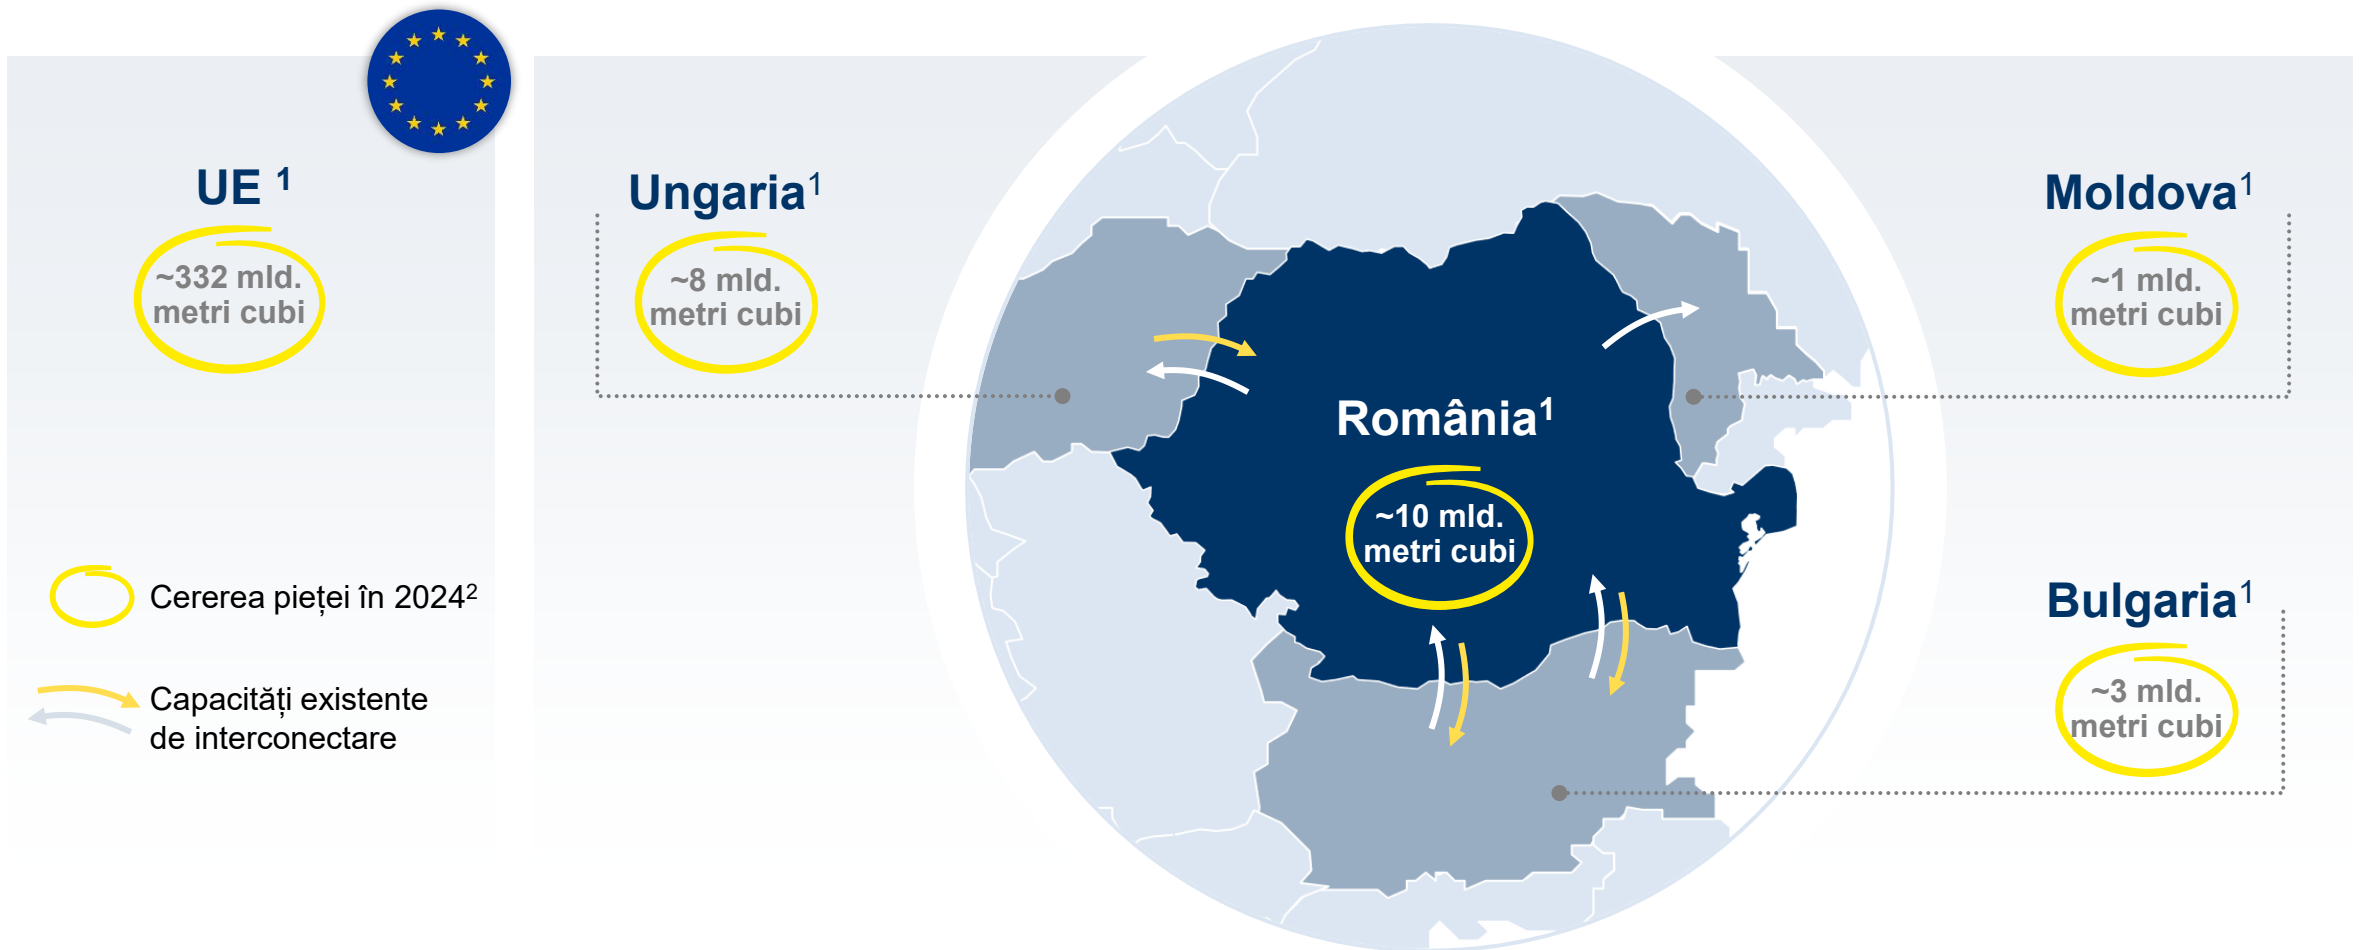 UE ¹
~332 mld.
metri cubi
Cererea pieței în 2024²
Capacități existente
de interconectare
Ungaria¹
~8 mld.
metri cubi
România¹
~10 mld.
metri cubi
Moldova¹
~1 mld.
metri cubi
Bulgaria¹
~3 mld.
metri cubi